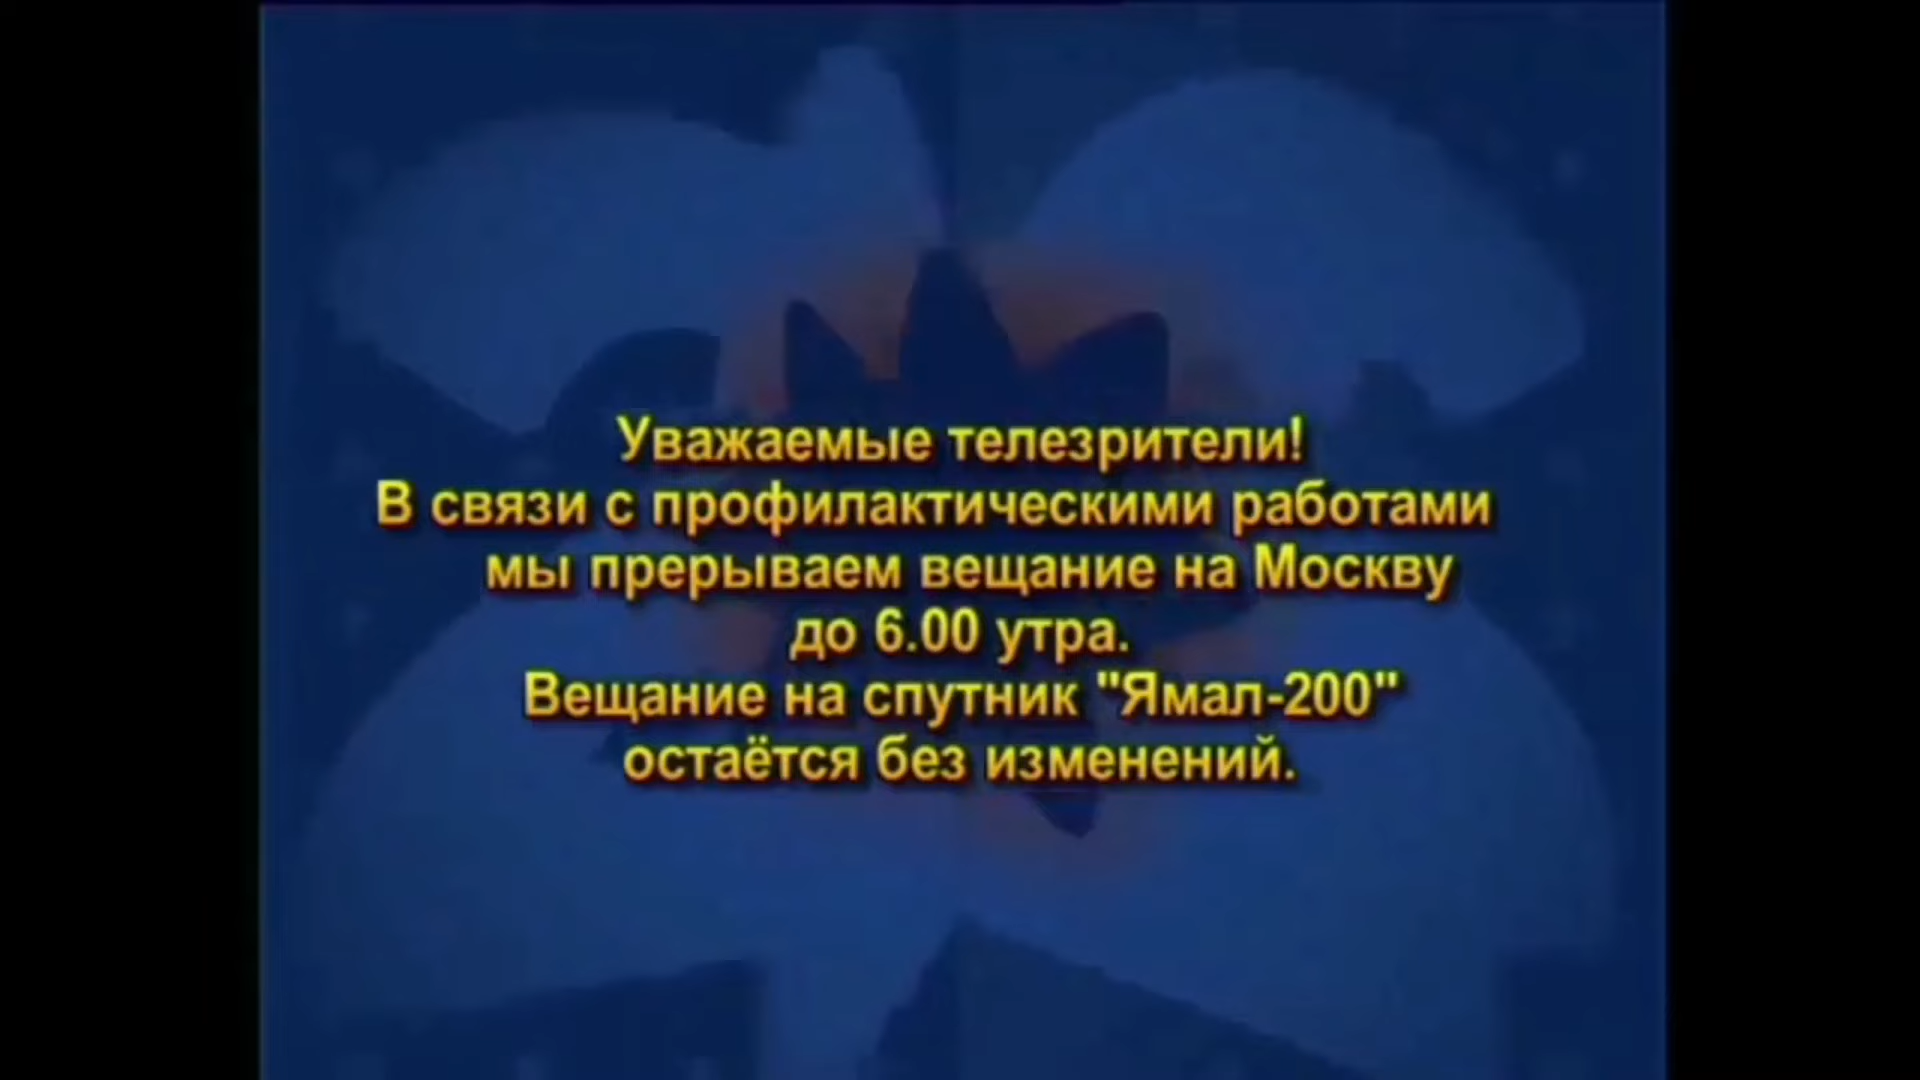 Уважаемые телезрители!
В связи с профилактическими работами
мы прерываем вещание на Москву
до 6.00 утра.
Вещание на спутник "Ямал-200"
остаётся без изменений.